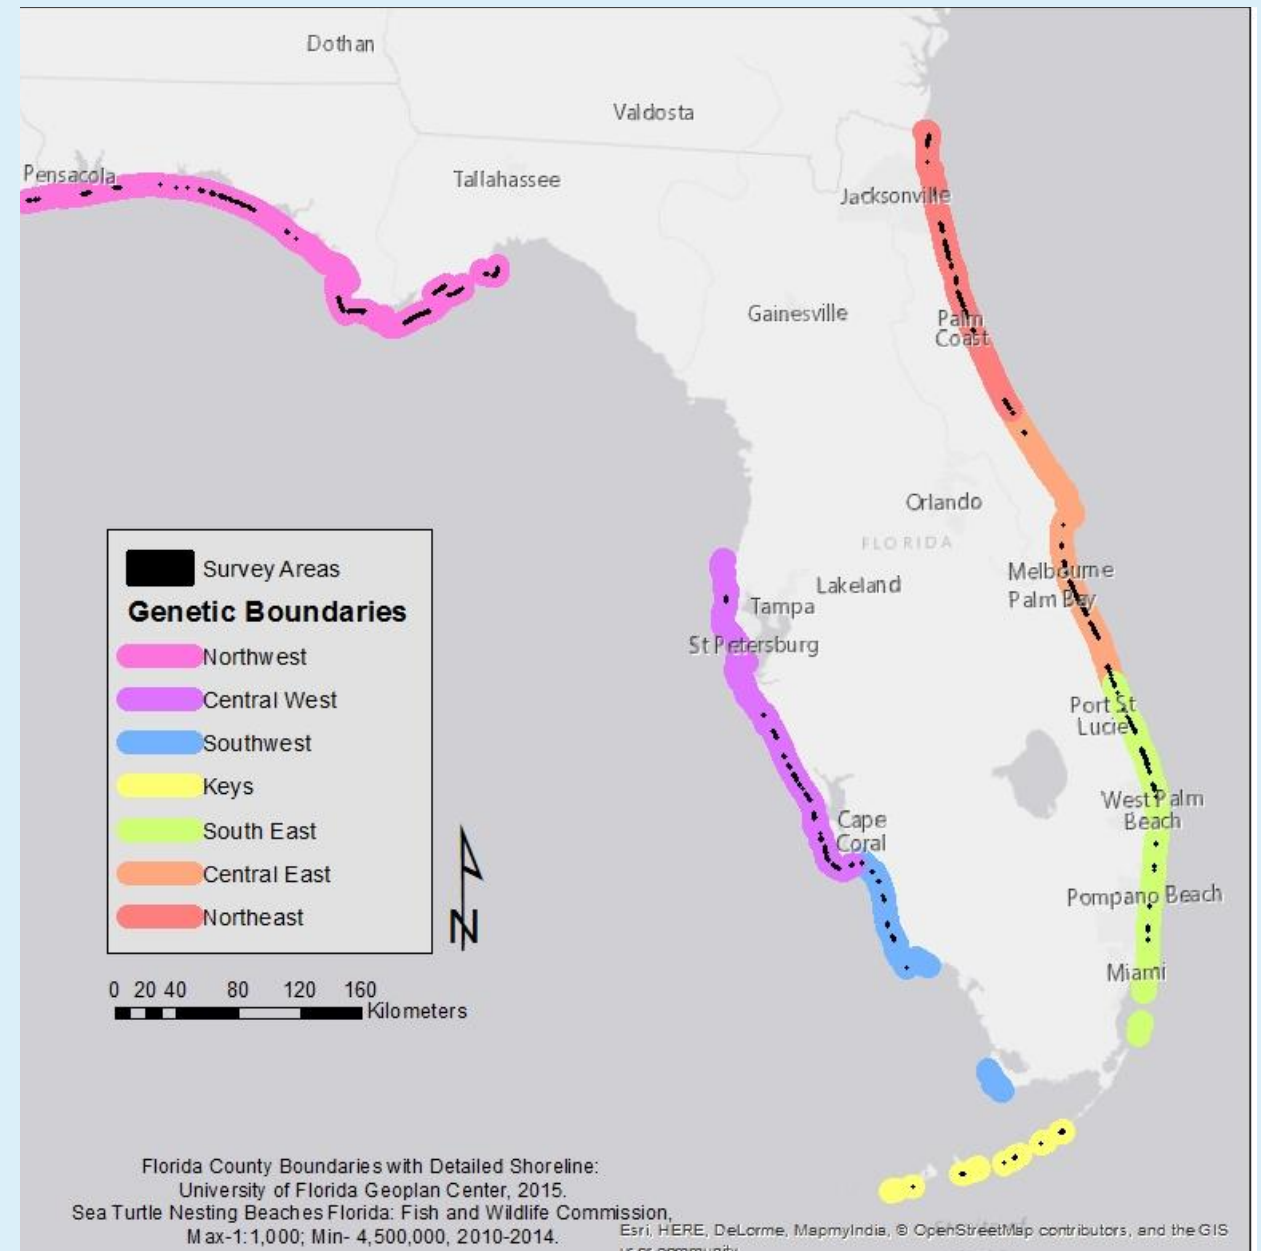 Dothan
Valdosta
Pensacola
Tallahassee
Jacksonville
Gainesville
Palm
Coast
Orlando
FLORIDA
Melbourne
Palm Bay
Lakeland
Tampa
St Petersburg
Port St
Lucie
West Palm
Beach
Cape
Coral
Pompano Beach
Miami
Survey Areas
Genetic Boundaries
Northwest
Central West
Southwest
Keys
South East
Central East
Northeast
N
0 20 40 80 120 160
Kilometers
Florida County Boundaries with Detailed Shoreline:
University of Florida Geoplan Center, 2015.
Sea Turtle Nesting Beaches Florida: Fish and Wildlife Commission,
Max-1:1,000; Min- 4,500,000, 2010-2014.
Esri, HERE, DeLorme, MapmyIndia, © OpenStreetMap contributors, and the GIS